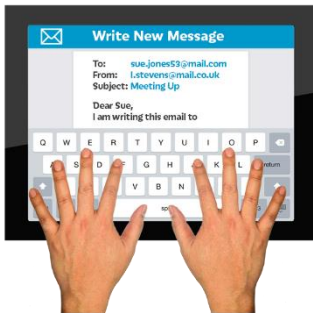 Write New Message
To: sue.jones53@mail.com
From: l.stevens@mail.co.uk
Subject: Meeting Up
Dear Sue,
I am writing this email to
Q W E R T Y U I O P
A S D F G H K L return
V B N